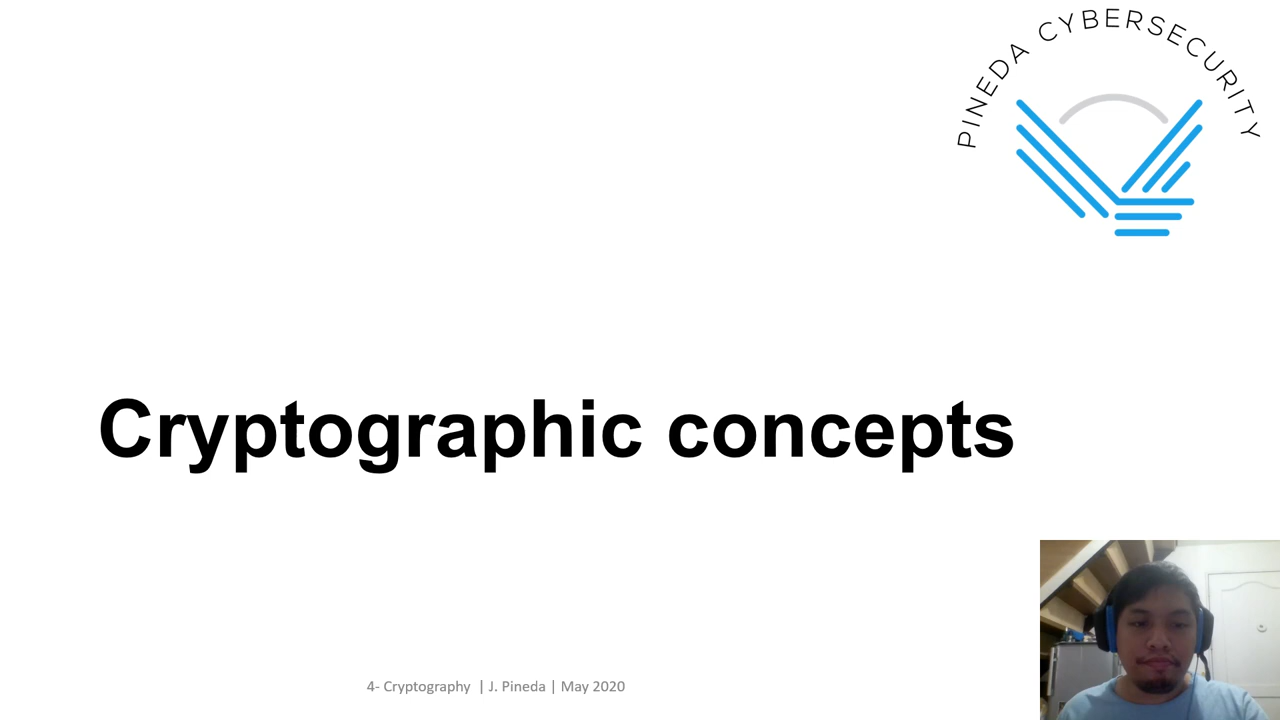 PINEDA CYBERSECURITY
Cryptographic concepts
4- Cryptography | J. Pineda | May 2020